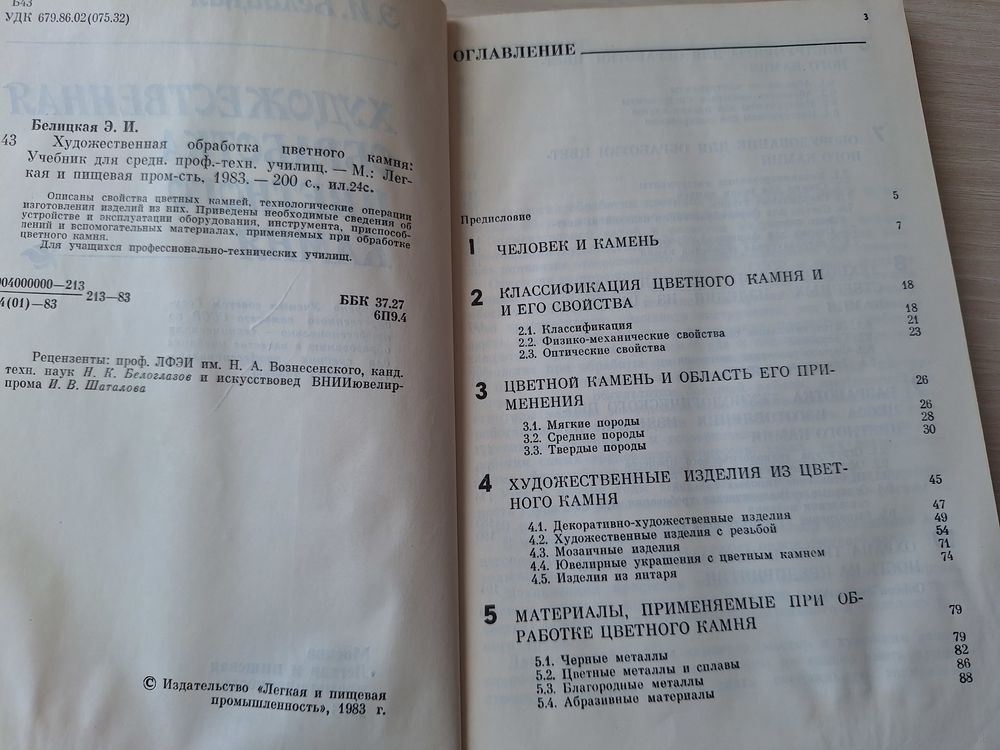 Б43
УДК 679.86.02(075.32)
Белицкая Э. И.
43 Художественная обработка цветного камня:
Учебник для средн. проф.-техн. училищ. — М.: Лег-
кая и пищевая пром-сть, 1983. — 200 с., ил.24с.
Описаны свойства цветных камней, технологические операции
изготовления изделий из них. Приведены необходимые сведения об
устройстве и эксплуатации оборудования, инструмента, приспособ-
лений и вспомогательных материалах, применяемых при обработке
цветного камня.
Для учащихся профессионально-технических училищ.
004000000—213
4(01)—83
213—83
ББК 37.27
6П9.4
Рецензенты: проф. ЛФЭИ им. Н. А. Вознесенского, канд.
техн. наук Н. К. Белоглазов и искусствовед ВНИИювелир-
прома И. В. Шаталова
© Издательство «Легкая и пищевая
промышленность», 1983 г.
3
ОГЛАВЛЕНИЕ
Предисловие 5
1 ЧЕЛОВЕК И КАМЕНЬ 7
2 КЛАССИФИКАЦИЯ ЦВЕТНОГО КАМНЯ И
И ЕГО СВОЙСТВА 18
2.1. Классификация 18
2.2. Физико-механические свойства 21
2.3. Оптические свойства 23
3 ЦВЕТНОЙ КАМЕНЬ И ОБЛАСТЬ ЕГО ПРИ-
МЕНЕНИЯ 26
3.1. Мягкие породы 26
3.2. Средние породы 28
3.3. Твердые породы 30
4 ХУДОЖЕСТВЕННЫЕ ИЗДЕЛИЯ ИЗ ЦВЕТ-
НОГО КАМНЯ 45
4.1. Декоративно-художественные изделия 47
4.2. Художественные изделия с резьбой 49
4.3. Мозаичные изделия 54
4.4. Ювелирные украшения с цветным камнем 71
4.5. Изделия из янтаря 74
5 МАТЕРИАЛЫ, ПРИМЕНЯЕМЫЕ ПРИ ОБ-
РАБОТКЕ ЦВЕТНОГО КАМНЯ 79
5.1. Черные металлы 79
5.2. Цветные металлы и сплавы 82
5.3. Благородные металлы 86
5.4. Абразивные материалы 88